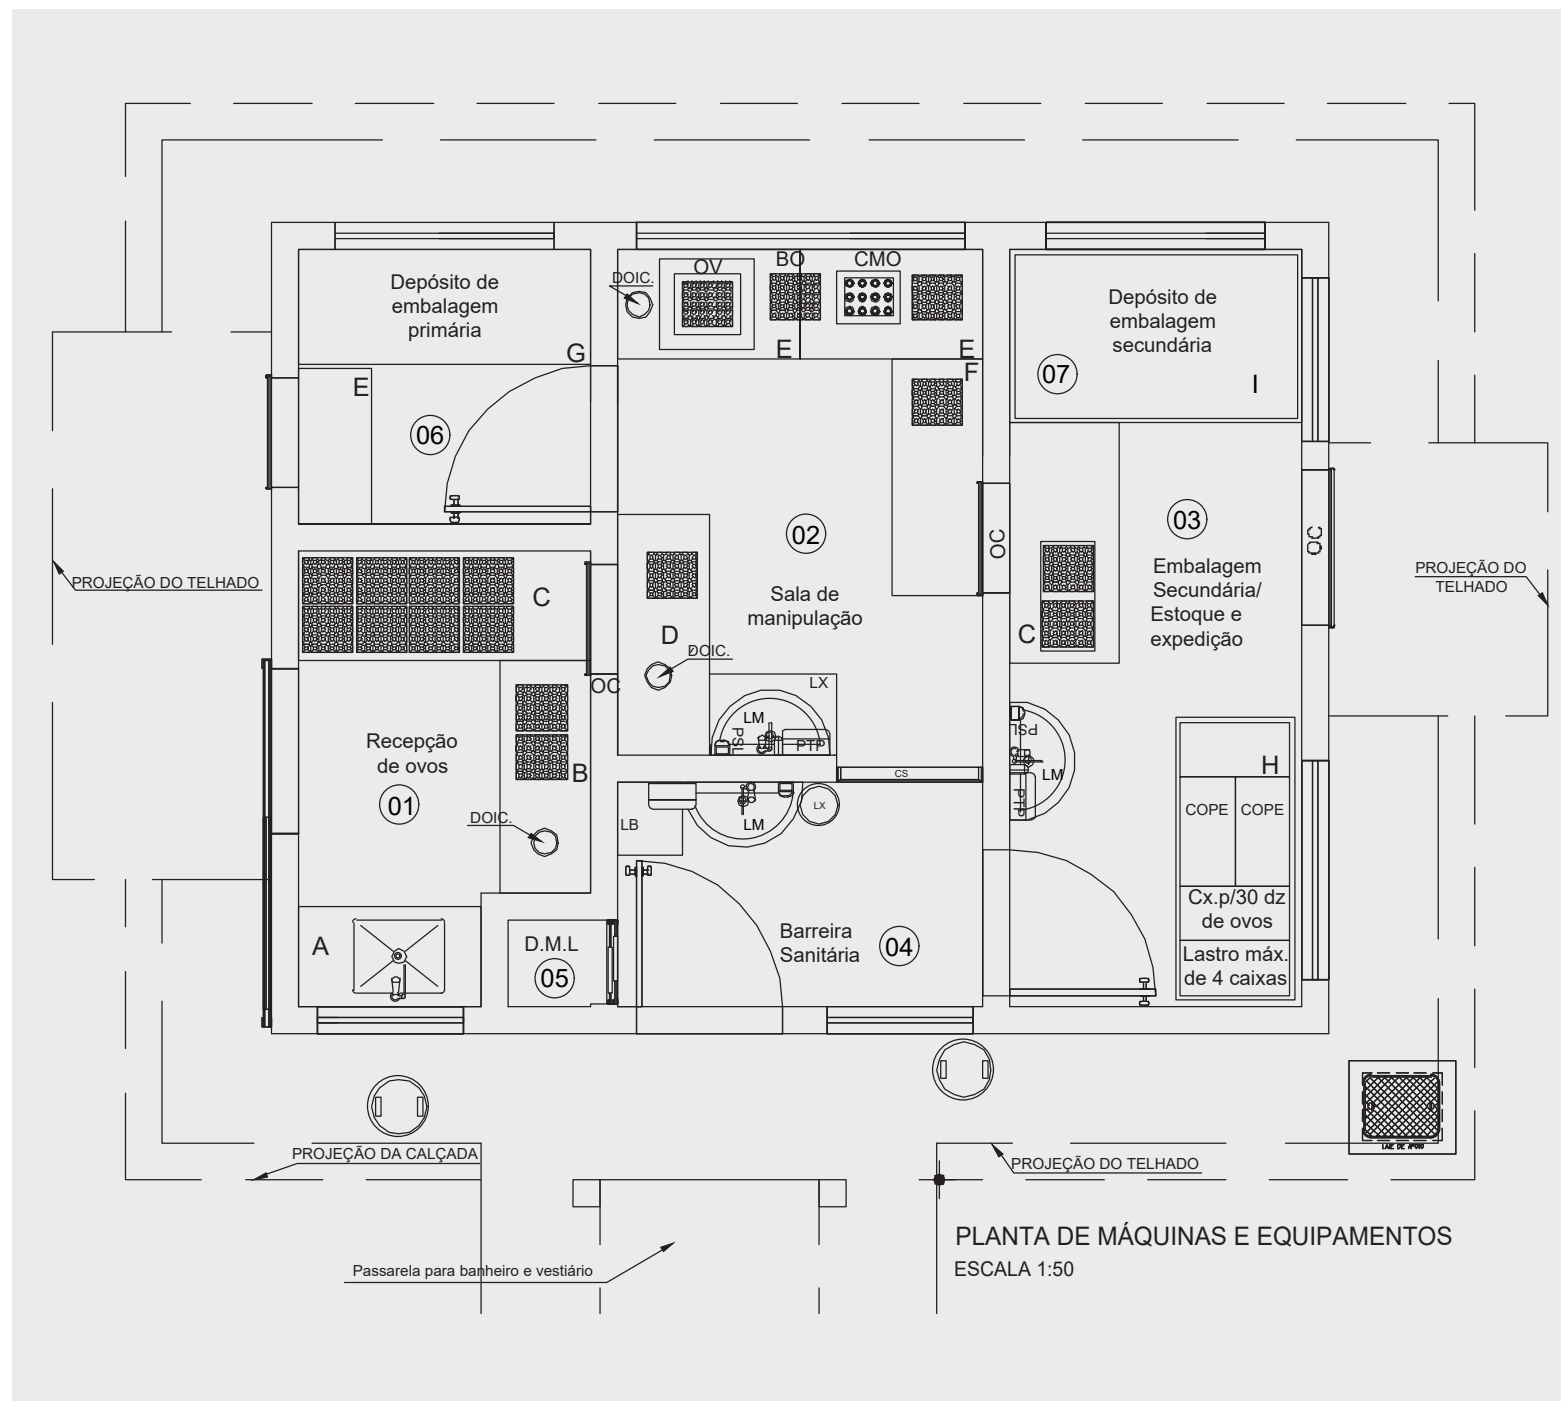 Depósito de
embalagem
primária
G
E
06
DOIC.
OV
BO
CMO
E
E
F
Depósito de
embalagem
secundária
07
I
02
Sala de
manipulação
OC
03
Embalagem
Secundária/
Estoque e
expedição
OC
C
PROJEÇÃO DO TELHADO
PROJEÇÃO DO
TELHADO
C
OC
D
DOIC.
LX
LM
PSL
PTP
CS
Recepção
de ovos
01
B
DOIC.
A
D.M.L
05
LB
LM
LX
Barreira
Sanitária
04
PSL
LM
PTP
H
COPE
COPE
Cx.p/30 dz
de ovos
Lastro máx.
de 4 caixas
LAJE DE APOIO
PROJEÇÃO DA CALÇADA
PROJEÇÃO DO TELHADO
Passarela para banheiro e vestiário
PLANTA DE MÁQUINAS E EQUIPAMENTOS
ESCALA 1:50